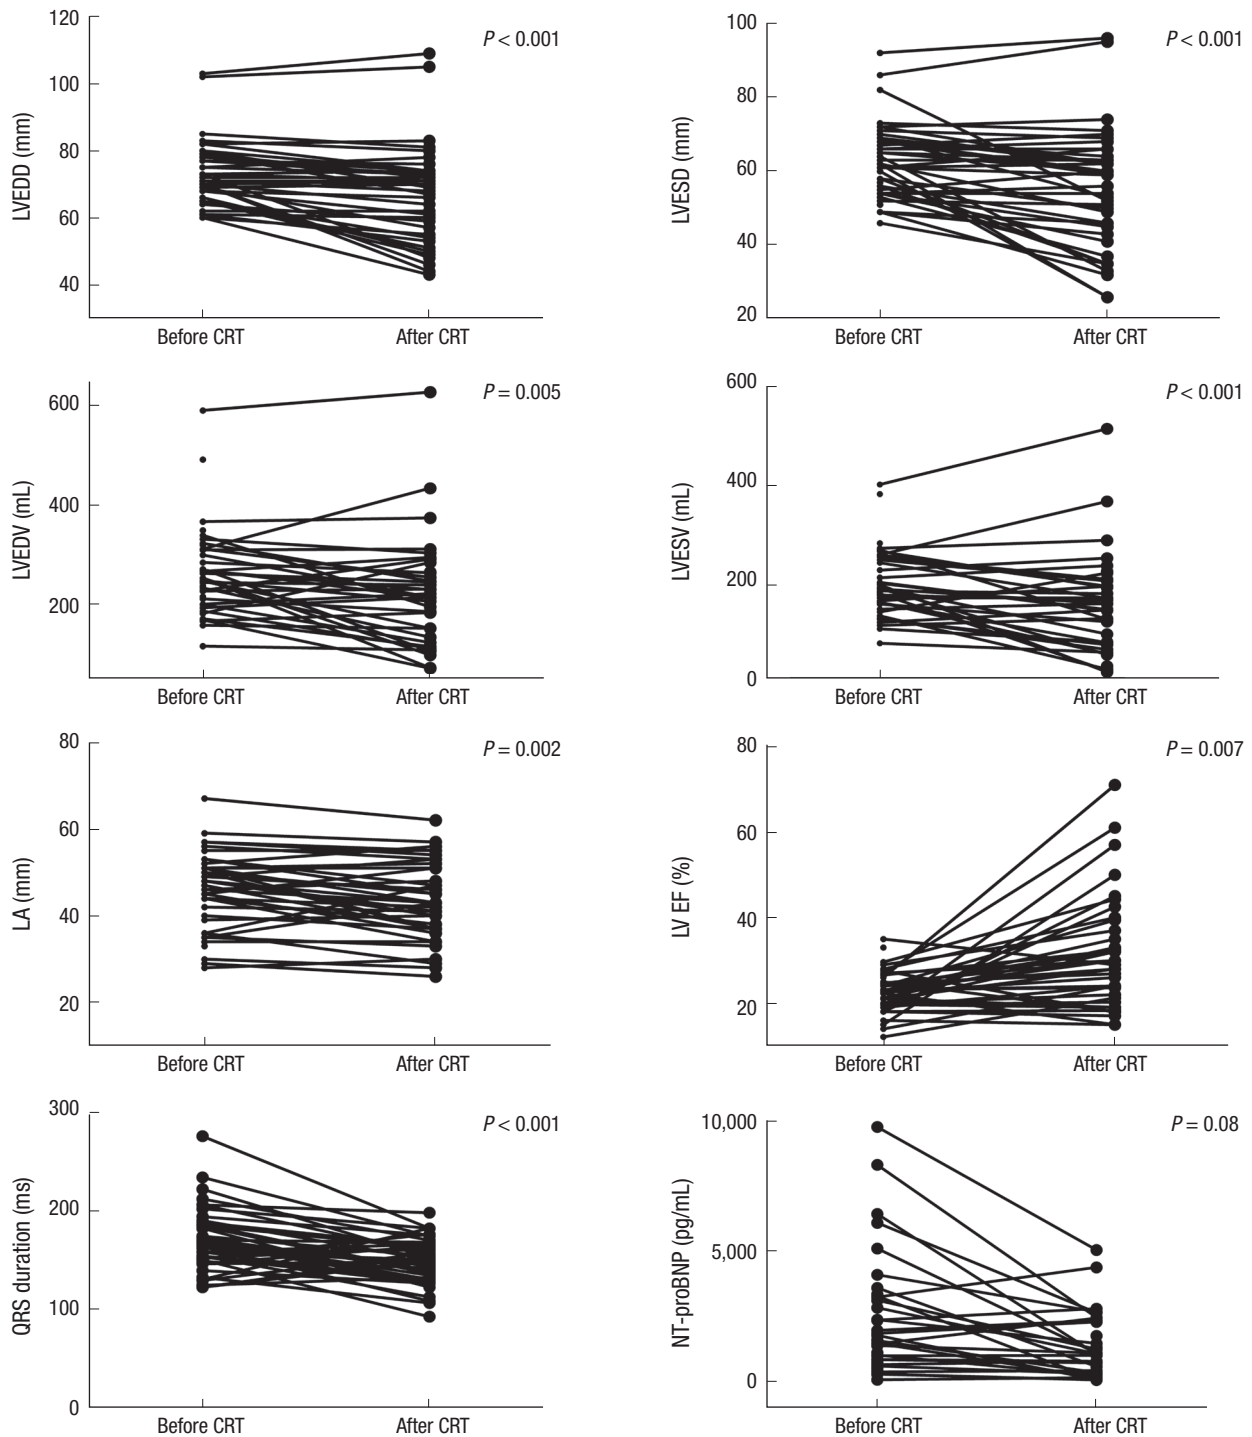 LVEDD (mm)
120
100
80
60
40
P < 0.001
Before CRT
After CRT
LVESD (mm)
100
80
60
40
20
P < 0.001
Before CRT
After CRT
LVEDV (mL)
600
400
200
P = 0.005
Before CRT
After CRT
LVESV (mL)
600
400
200
0
P < 0.001
Before CRT
After CRT
LA (mm)
80
60
40
20
P = 0.002
Before CRT
After CRT
LV EF (%)
80
60
40
20
P = 0.007
Before CRT
After CRT
QRS duration (ms)
300
200
100
0
P < 0.001
Before CRT
After CRT
NT-proBNP (pg/mL)
10,000
5,000
0
P = 0.08
Before CRT
After CRT